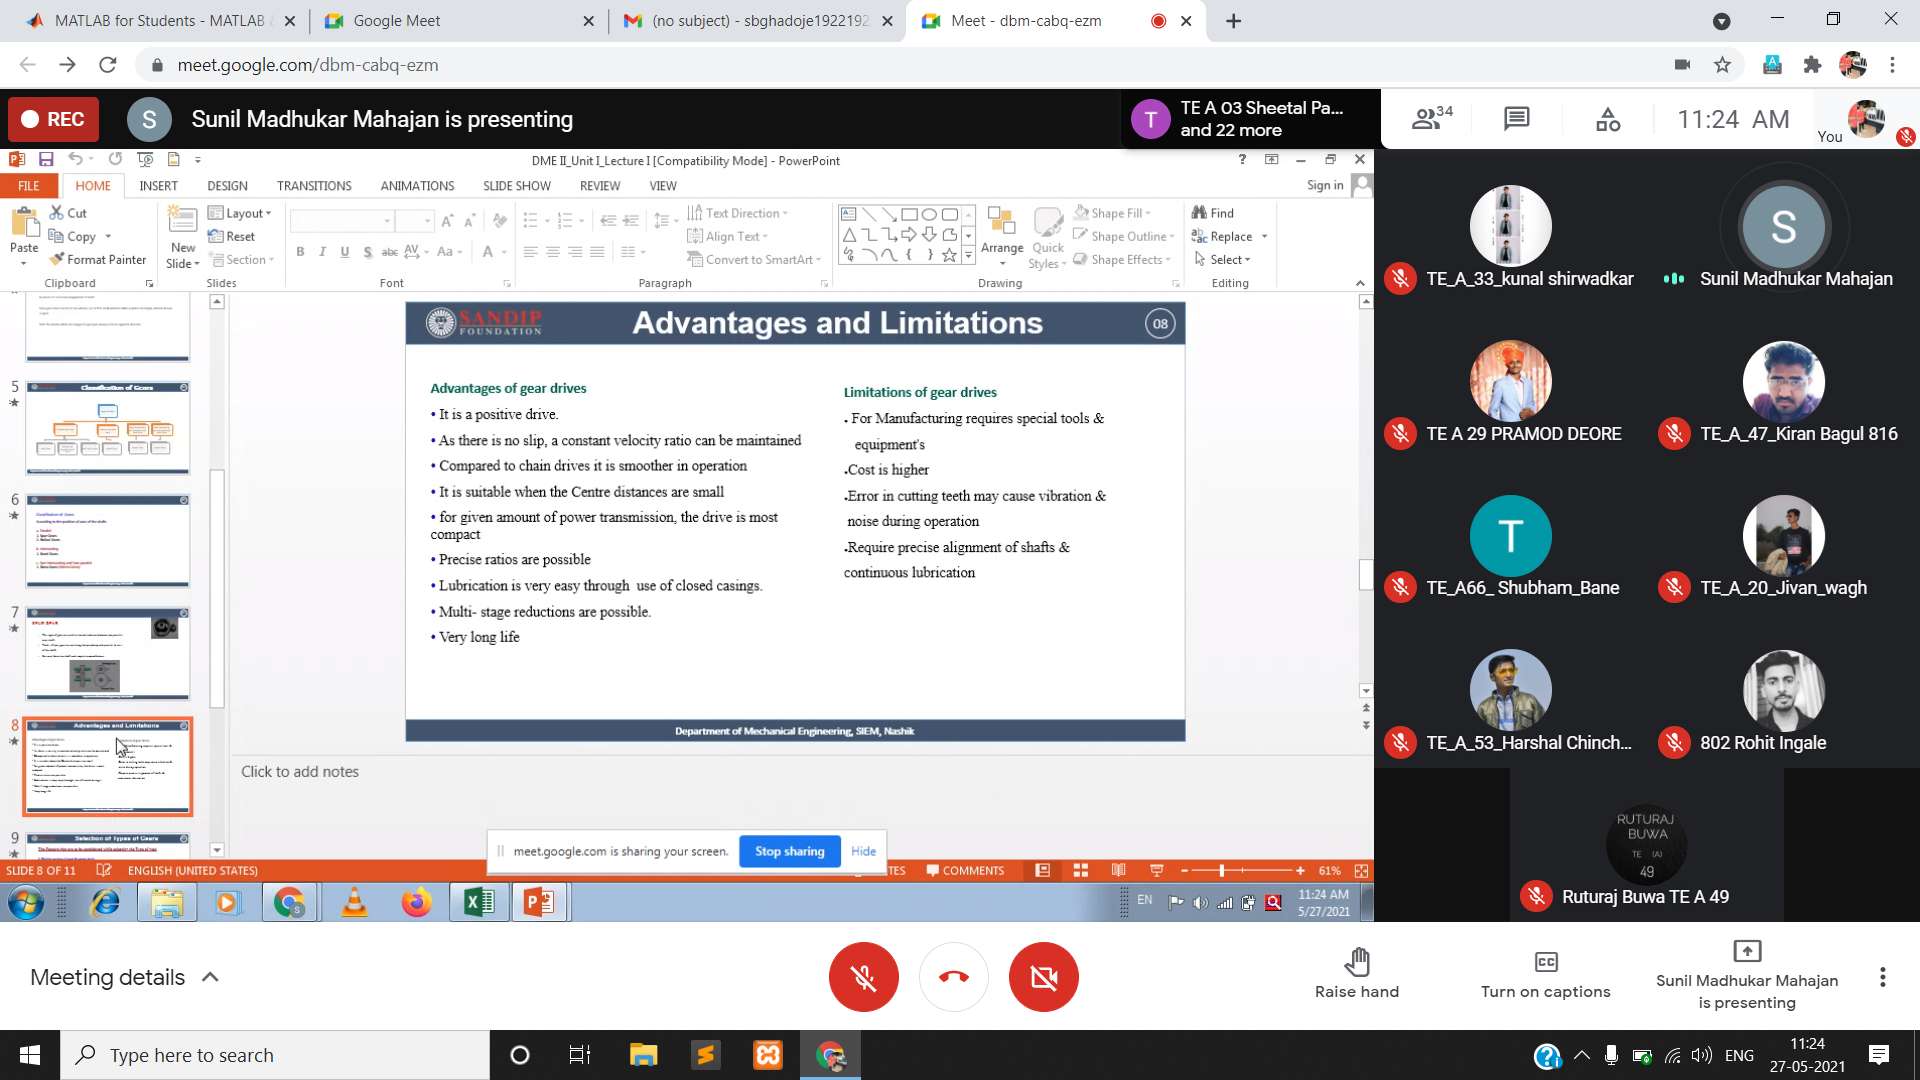 MATLAB for Students - MATLAB &
Google Meet
(no subject) - sbghadoje1922192
Meet - dbm-cabq-ezm
meet.google.com/dbm-cabq-ezm
REC
S
Sunil Madhukar Mahajan is presenting
T
TE A 03 Sheetal Pa...
and 22 more
34
11:24 AM
You
DME II_Unit I_Lecture I [Compatibility Mode] - PowerPoint
?
FILE
HOME
INSERT
DESIGN
TRANSITIONS
ANIMATIONS
SLIDE SHOW
REVIEW
VIEW
Sign in
Paste
Cut
Copy
Format Painter
Clipboard
New
Slide
Layout
Reset
Section
Slides
B I U S abc AV Aa A
Font
Text Direction
Align Text
Convert to SmartArt
Paragraph
Arrange
Quick
Styles
Shape Fill
Shape Outline
Shape Effects
Drawing
Find
Replace
Select
Editing
5
Classification of Gears
6
7
8
Advantages and Limitations
9
Selection of Types of Gears
SANDIP
FOUNDATION
Advantages and Limitations
08
Advantages of gear drives
• It is a positive drive.
• As there is no slip, a constant velocity ratio can be maintained
• Compared to chain drives it is smoother in operation
• It is suitable when the Centre distances are small
• for given amount of power transmission, the drive is most
compact
• Precise ratios are possible
• Lubrication is very easy through use of closed casings.
• Multi- stage reductions are possible.
• Very long life
Limitations of gear drives
. For Manufacturing requires special tools &
equipment's
.Cost is higher
.Error in cutting teeth may cause vibration &
noise during operation
.Require precise alignment of shafts &
continuous lubrication
Department of Mechanical Engineering, SIEM, Nashik
Click to add notes
meet.google.com is sharing your screen.
Stop sharing
Hide
SLIDE 8 OF 11
ENGLISH (UNITED STATES)
COMMENTS
61%
EN
11:24 AM
5/27/2021
TE_A_33_kunal shirwadkar
S
Sunil Madhukar Mahajan
TE A 29 PRAMOD DEORE
TE_A_47_Kiran Bagul 816
T
TE_A66_ Shubham_Bane
TE_A_20_Jivan_wagh
TE_A_53_Harshal Chinch...
802 Rohit Ingale
RUTURAJ
BUWA
TE (A)
49
Ruturaj Buwa TE A 49
Meeting details
Raise hand
Turn on captions
Sunil Madhukar Mahajan
is presenting
Type here to search
ENG
11:24
27-05-2021